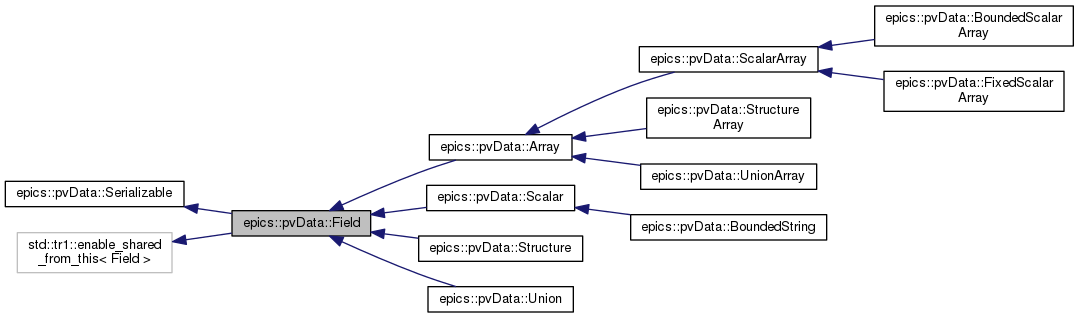 epics::pvData::BoundedScalar
Array
epics::pvData::ScalarArray
epics::pvData::FixedScalar
Array
epics::pvData::Structure
Array
epics::pvData::Array
epics::pvData::UnionArray
epics::pvData::Serializable
epics::pvData::Scalar
epics::pvData::Field
epics::pvData::BoundedString
std::tr1::enable_shared
_from_this< Field >
epics::pvData::Structure
epics::pvData::Union